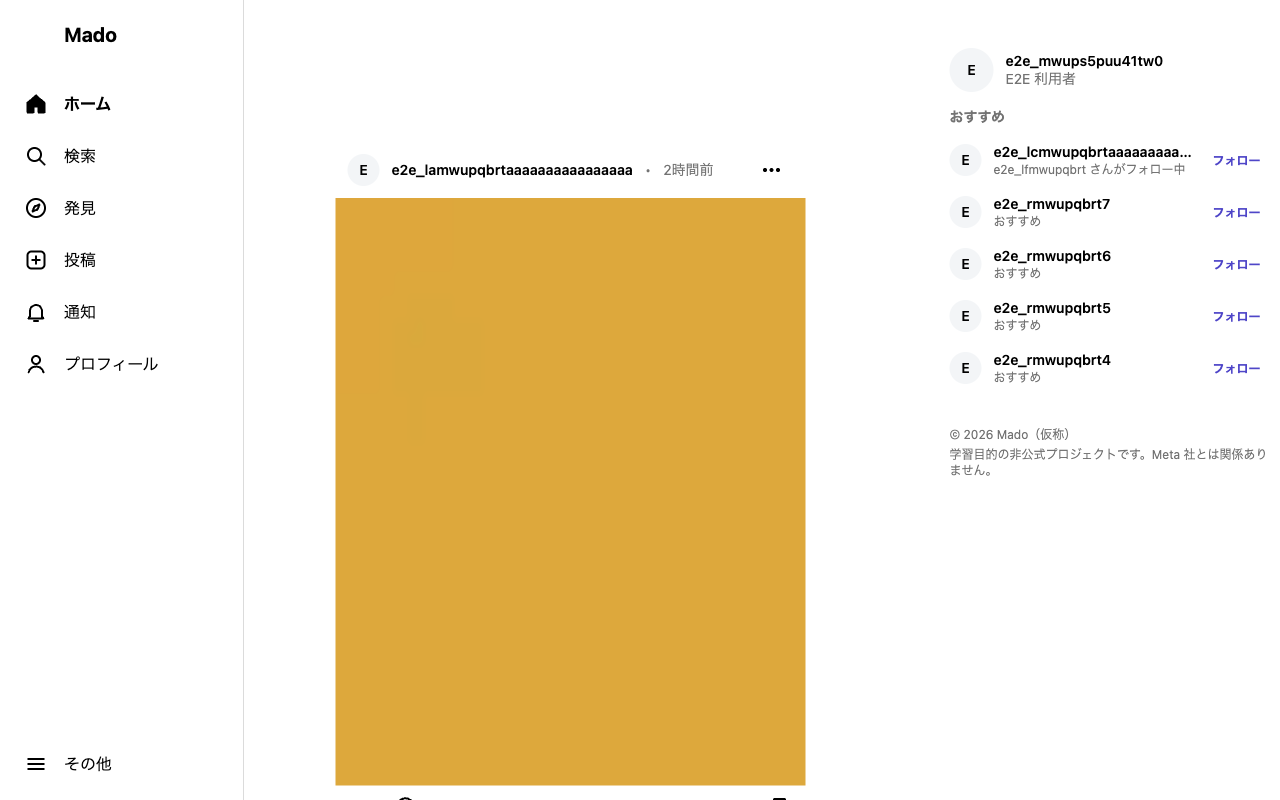 Mado
ホーム
検索
発見
投稿
通知
プロフィール
その他
E
e2e_lamwupqbrtaaaaaaaaaaaaaaaa • 2時間前
E
e2e_mwups5puu41tw0
E2E 利用者
おすすめ
E
e2e_lcmwupqbrtaaaaaaaaa...
e2e_lfmwupqbrt さんがフォロー中
フォロー
E
e2e_rmwupqbrt7
おすすめ
フォロー
E
e2e_rmwupqbrt6
おすすめ
フォロー
E
e2e_rmwupqbrt5
おすすめ
フォロー
E
e2e_rmwupqbrt4
おすすめ
フォロー
© 2026 Mado（仮称）
学習目的の非公式プロジェクトです。Meta 社とは関係あり
ません。